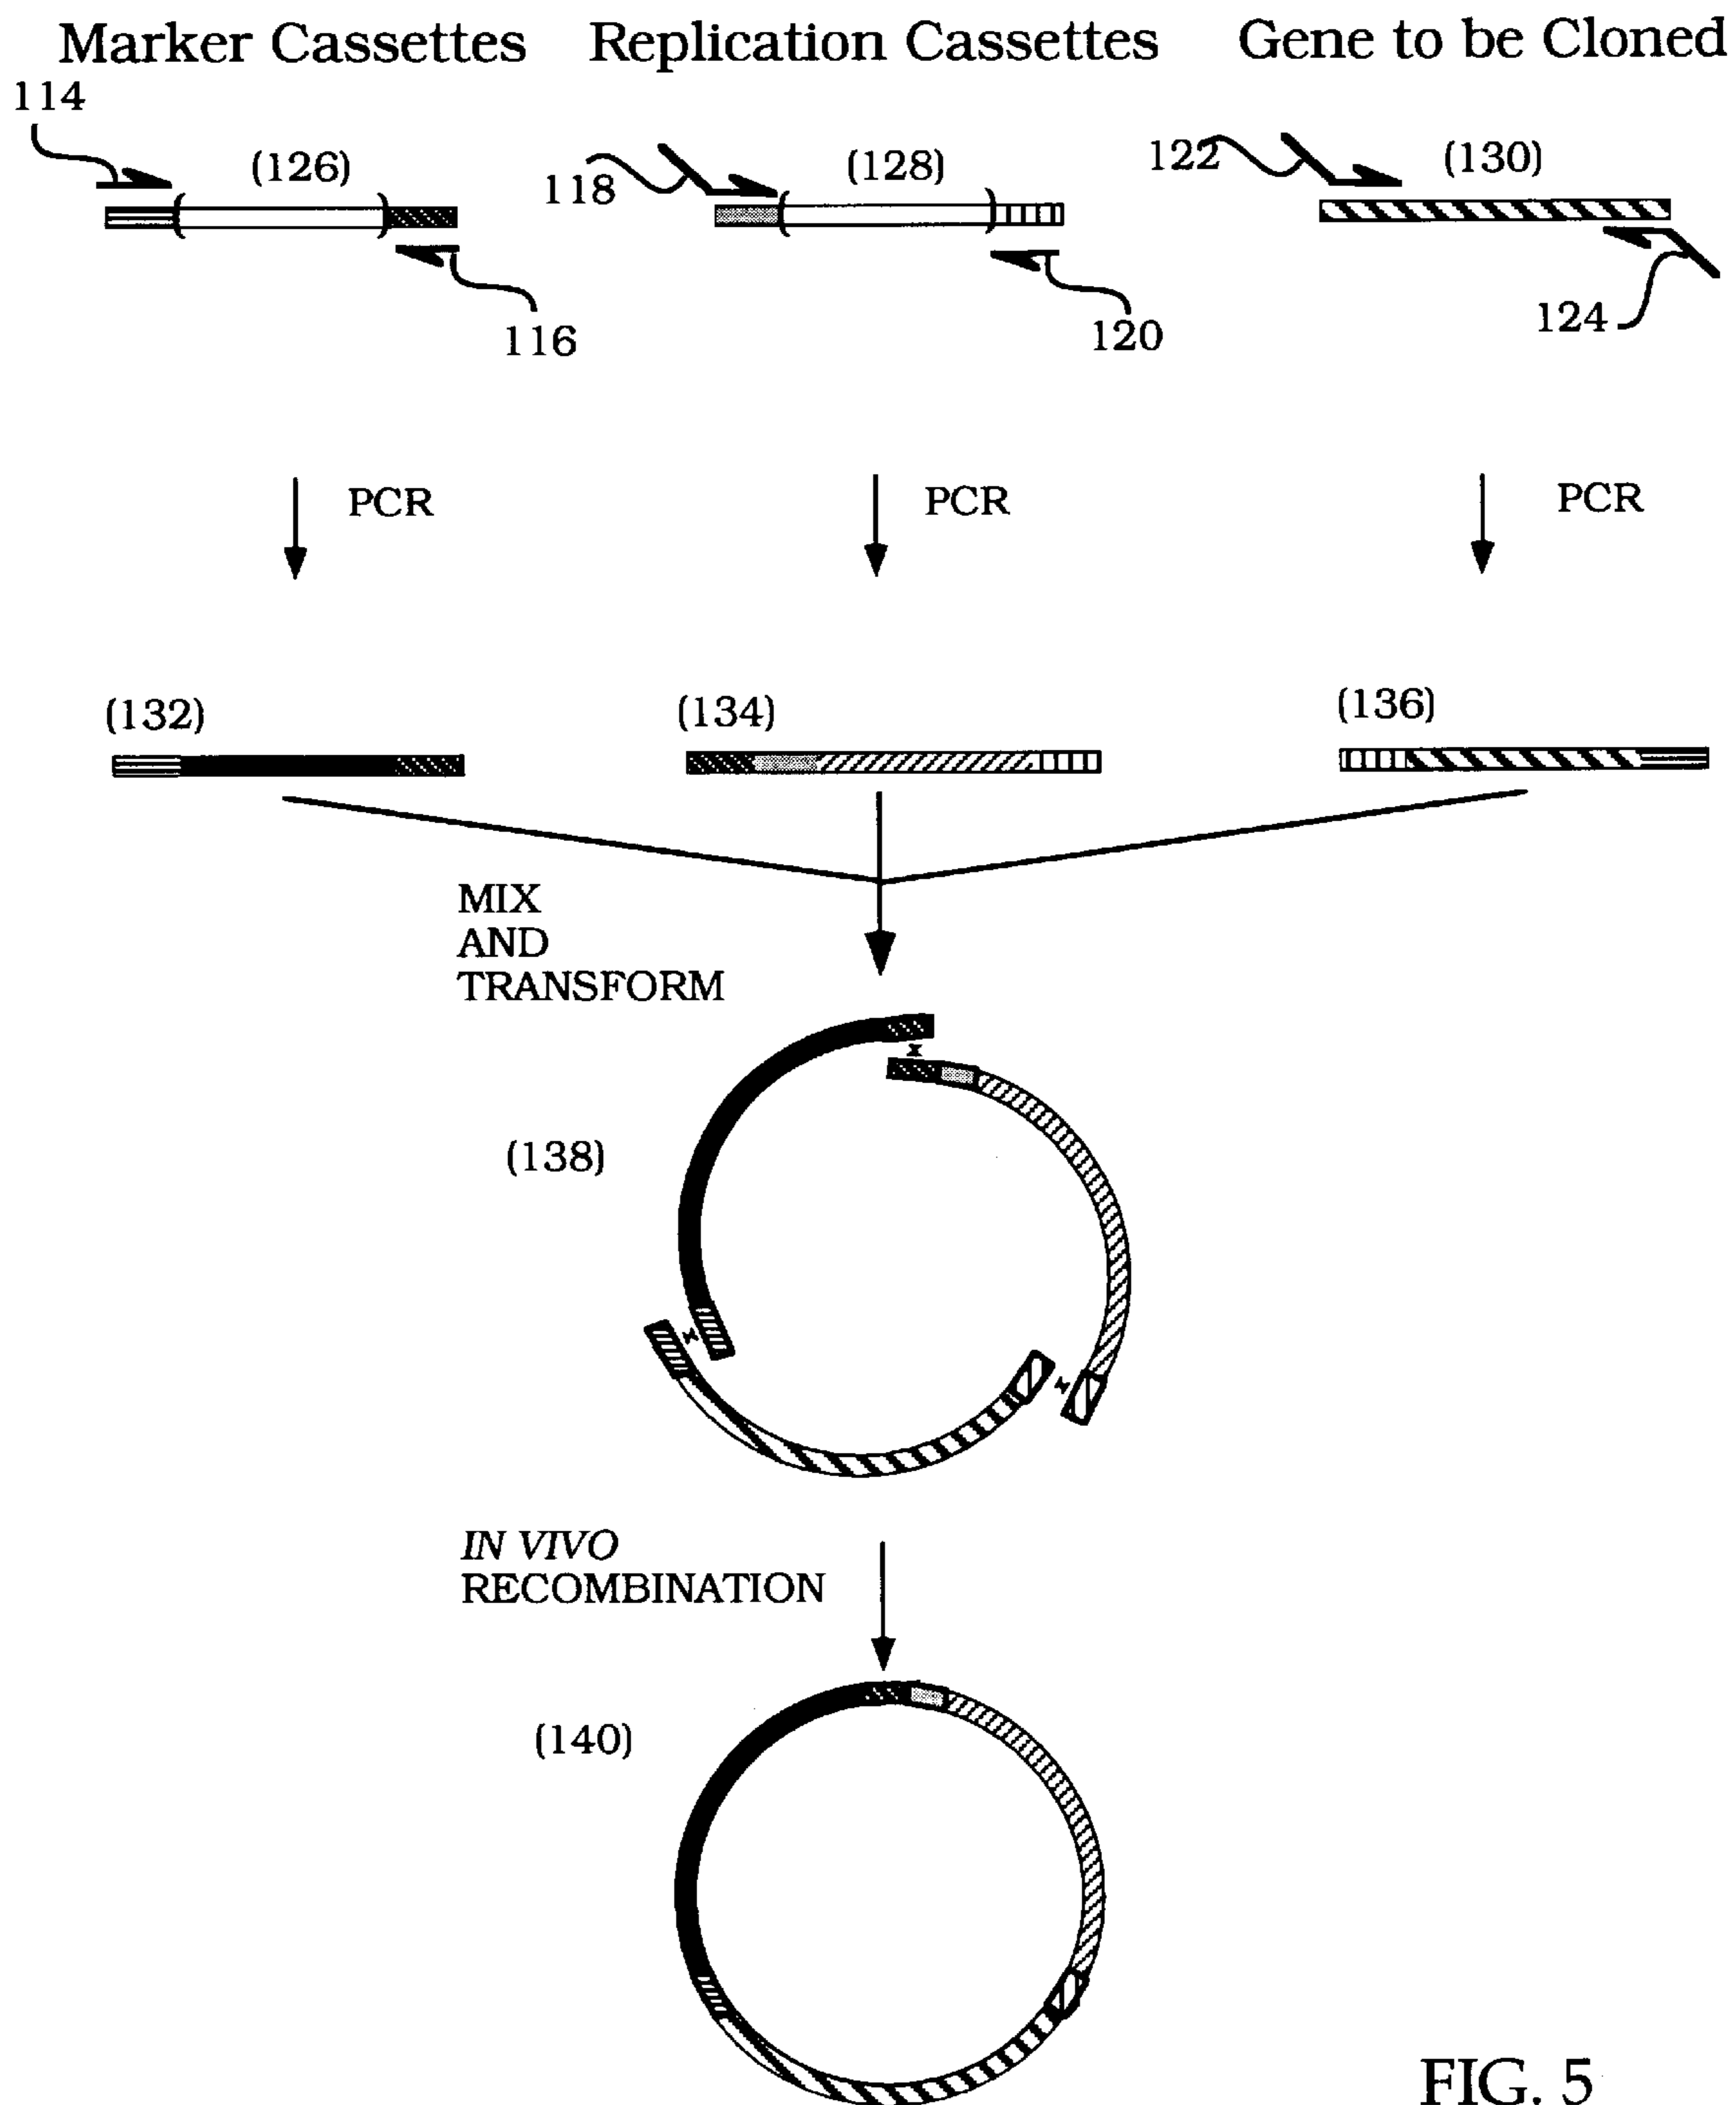 Marker Cassettes
Replication Cassettes
Gene to be Cloned
114
(126)
116
118
(128)
120
122
(130)
124
PCR
PCR
PCR
(132)
(134)
(136)
MIX
AND
TRANSFORM
(138)
IN VIVO
RECOMBINATION
(140)
FIG. 5